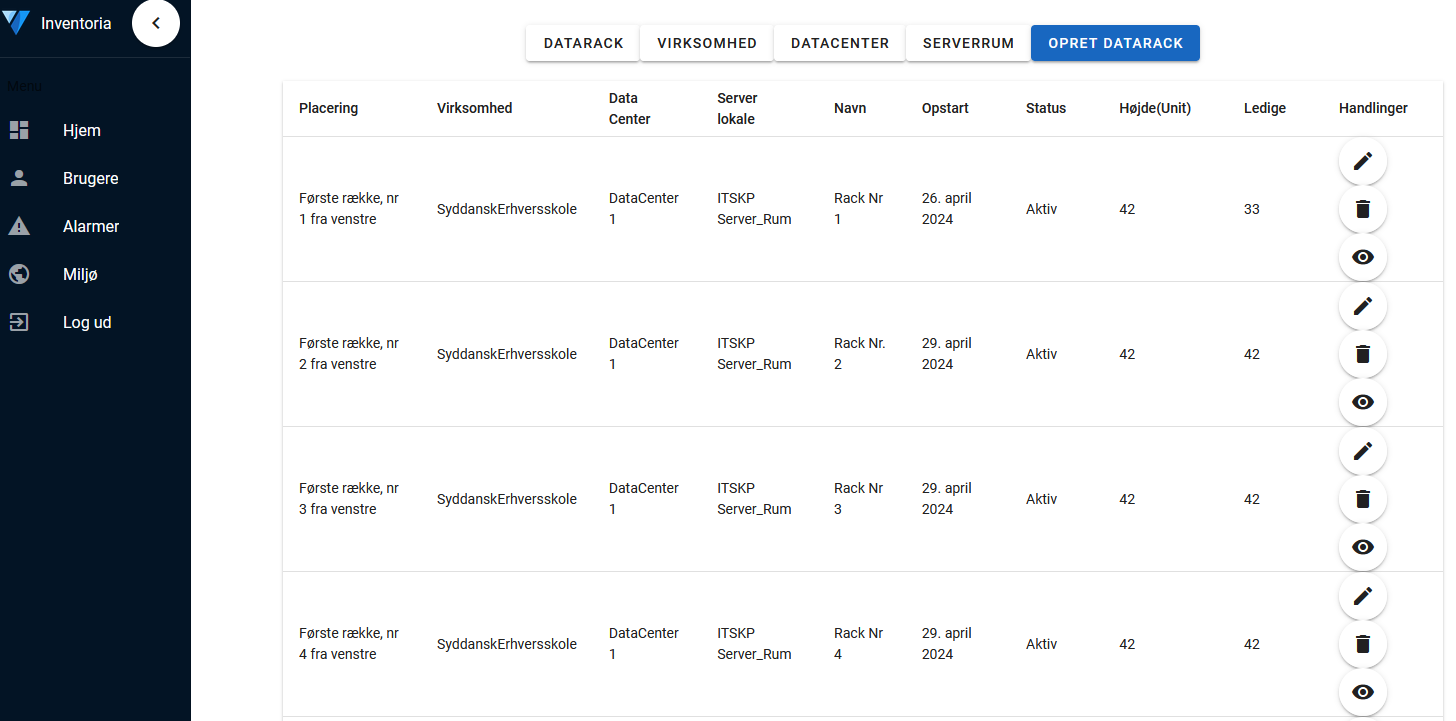 Inventoria
Menu
Hjem
Brugere
Alarmer
Miljø
Log ud
DATARACK VIRKSOMHED DATACENTER SERVERRUM OPRET DATARACK
Placering Virksomhed Data Center Server lokale Navn Opstart Status Højde(Unit) Ledige Handlinger
Første række, nr 1 fra venstre SyddanskErhversskole DataCenter 1 ITSKP Server_Rum Rack Nr 1 26. april 2024 Aktiv 42 33
Første række, nr 2 fra venstre SyddanskErhversskole DataCenter 1 ITSKP Server_Rum Rack Nr. 2 29. april 2024 Aktiv 42 42
Første række, nr 3 fra venstre SyddanskErhversskole DataCenter 1 ITSKP Server_Rum Rack Nr 3 29. april 2024 Aktiv 42 42
Første række, nr 4 fra venstre SyddanskErhversskole DataCenter 1 ITSKP Server_Rum Rack Nr 4 29. april 2024 Aktiv 42 42